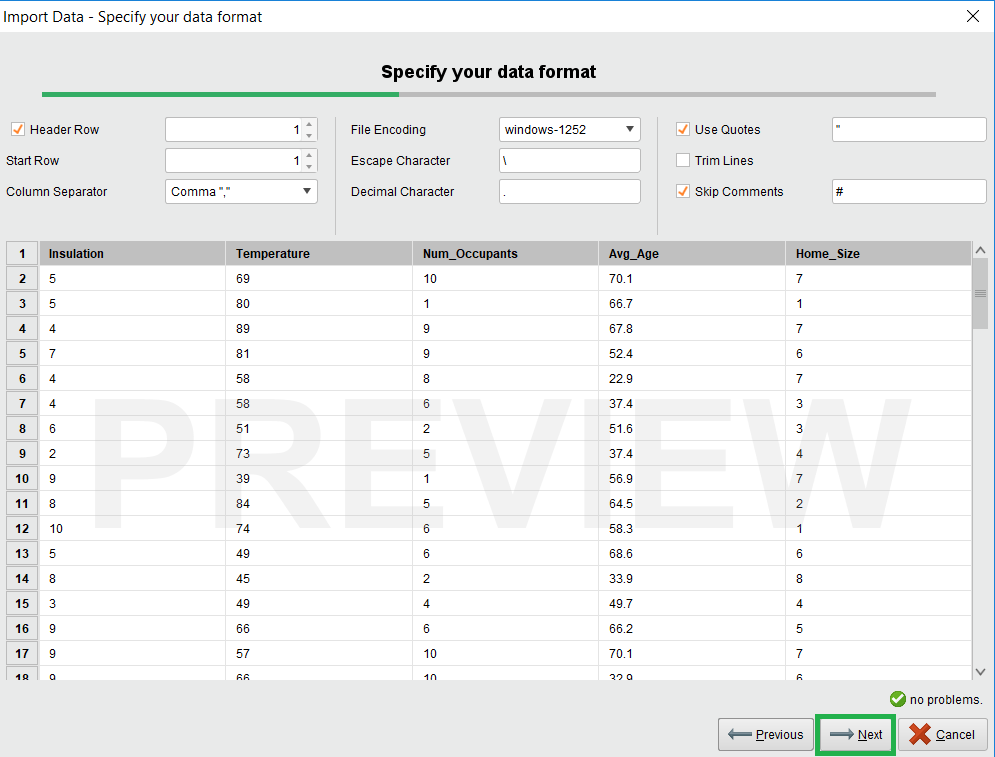 Import Data - Specify your data format
Specify your data format
Header Row 1 File Encoding windows-1252 Use Quotes "
Start Row 1 Escape Character \ Trim Lines
Column Separator Comma "," Decimal Character . Skip Comments #
1 Insulation Temperature Num_Occupants Avg_Age Home_Size
2 5 69 10 70.1 7
3 5 80 1 66.7 1
4 4 89 9 67.8 7
5 7 81 9 52.4 6
6 4 58 8 22.9 7
7 4 58 6 37.4 3
8 6 51 2 51.6 3
9 2 73 5 37.4 4
10 9 39 1 56.9 7
11 8 84 5 64.5 2
12 10 74 6 58.3 1
13 5 49 6 68.6 6
14 8 45 2 33.9 8
15 3 49 4 49.7 4
16 9 66 6 66.2 5
17 9 57 10 70.1 7
18 9 66 10 32.9 6
PREVIEW
no problems.
Previous Next Cancel